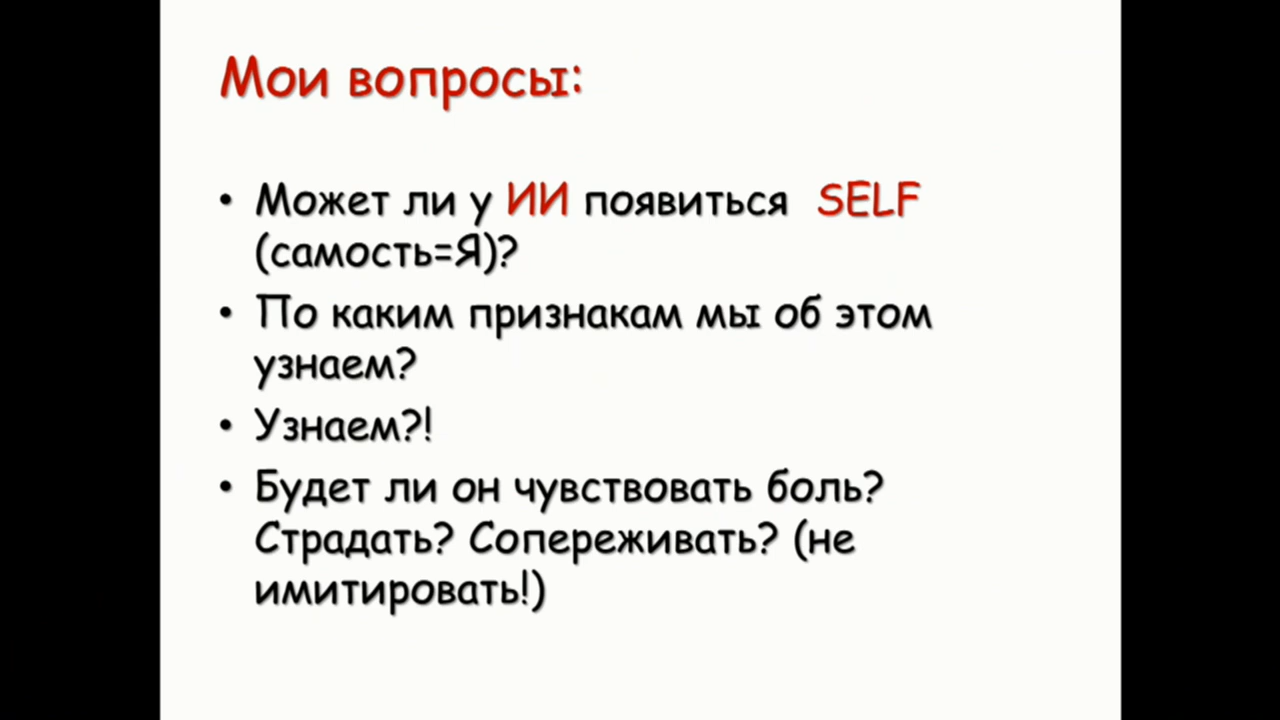 Мои вопросы:
• Может ли у ИИ появиться SELF
(самость=Я)?
• По каким признакам мы об этом
узнаем?
• Узнаем?!
• Будет ли он чувствовать боль?
Страдать? Сопереживать? (не
имитировать!)